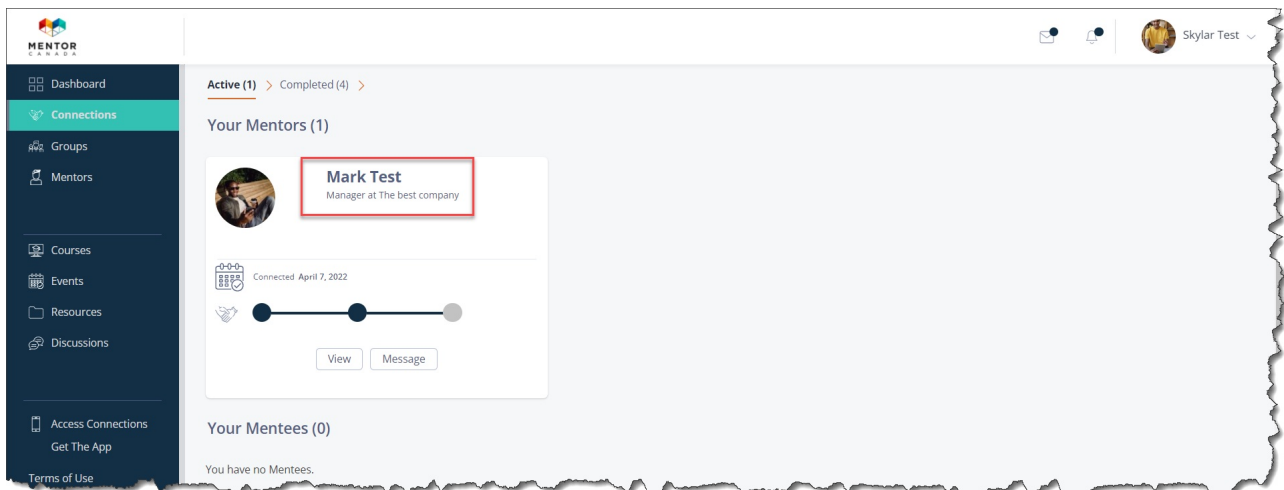 MENTOR
CANADA
Skylar Test
Dashboard
Connections
Groups
Mentors
Courses
Events
Resources
Discussions
Access Connections
Get The App
Terms of Use
Active (1) > Completed (4) >
Your Mentors (1)
Mark Test
Manager at The best company
Connected April 7, 2022
View Message
Your Mentees (0)
You have no Mentees.